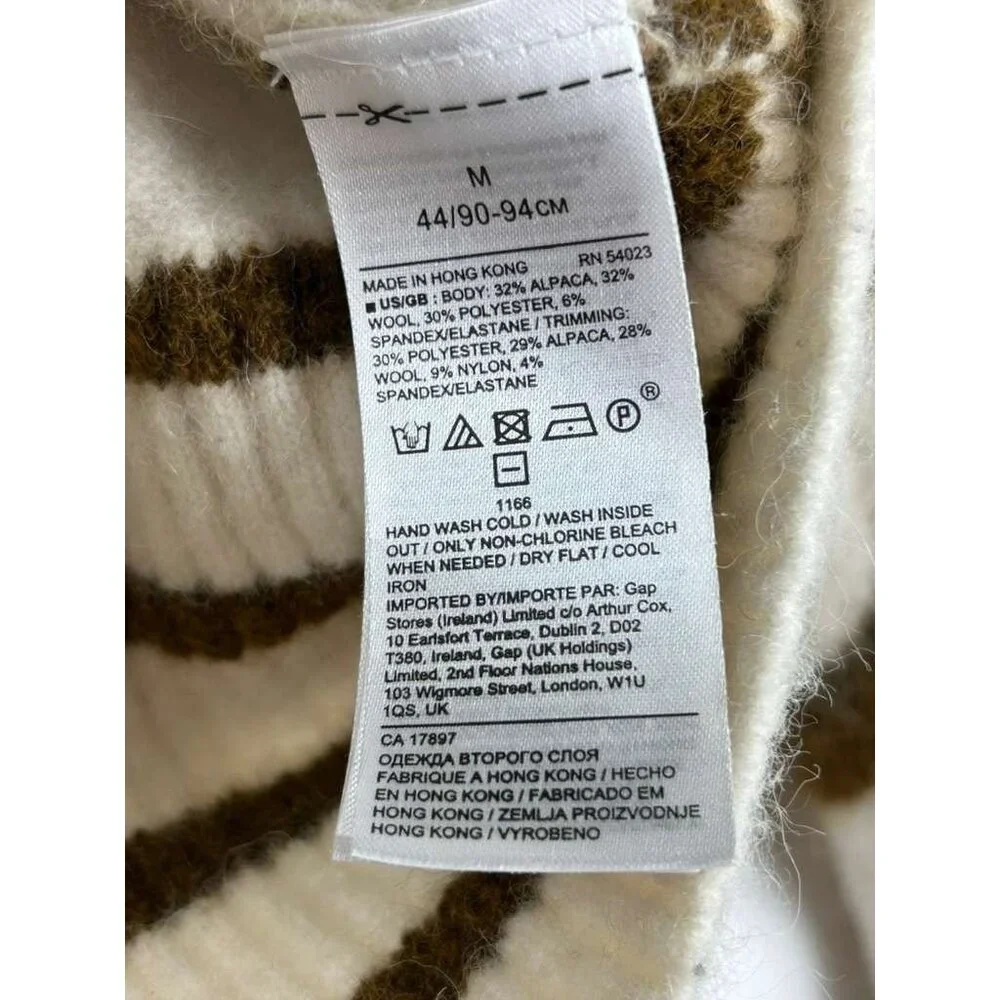 M
44/90-94CM
MADE IN HONG KONG RN 54023
US/GB : BODY: 32% ALPACA, 32%
WOOL, 30% POLYESTER, 6%
SPANDEX/ELASTANE / TRIMMING:
30% POLYESTER, 29% ALPACA, 28%
WOOL, 9% NYLON, 4%
SPANDEX/ELASTANE
P ®
1166
HAND WASH COLD / WASH INSIDE
OUT / ONLY NON-CHLORINE BLEACH
WHEN NEEDED / DRY FLAT / COOL
IRON
IMPORTED BY/IMPORTE PAR: Gap
Stores (Ireland) Limited c/o Arthur Cox,
10 Earlsfort Terrace, Dublin 2, D02
T380, Ireland, Gap (UK Holdings)
Limited, 2nd Floor Nations House,
103 Wigmore Street, London, W1U
1QS, UK
CA 17897
ОДЕЖДА ВТОРОГО СЛОЯ
FABRIQUE A HONG KONG / HECHO
EN HONG KONG / FABRICADO EM
HONG KONG / ZEMLJA PROIZVODNJE
HONG KONG / VYROBENO